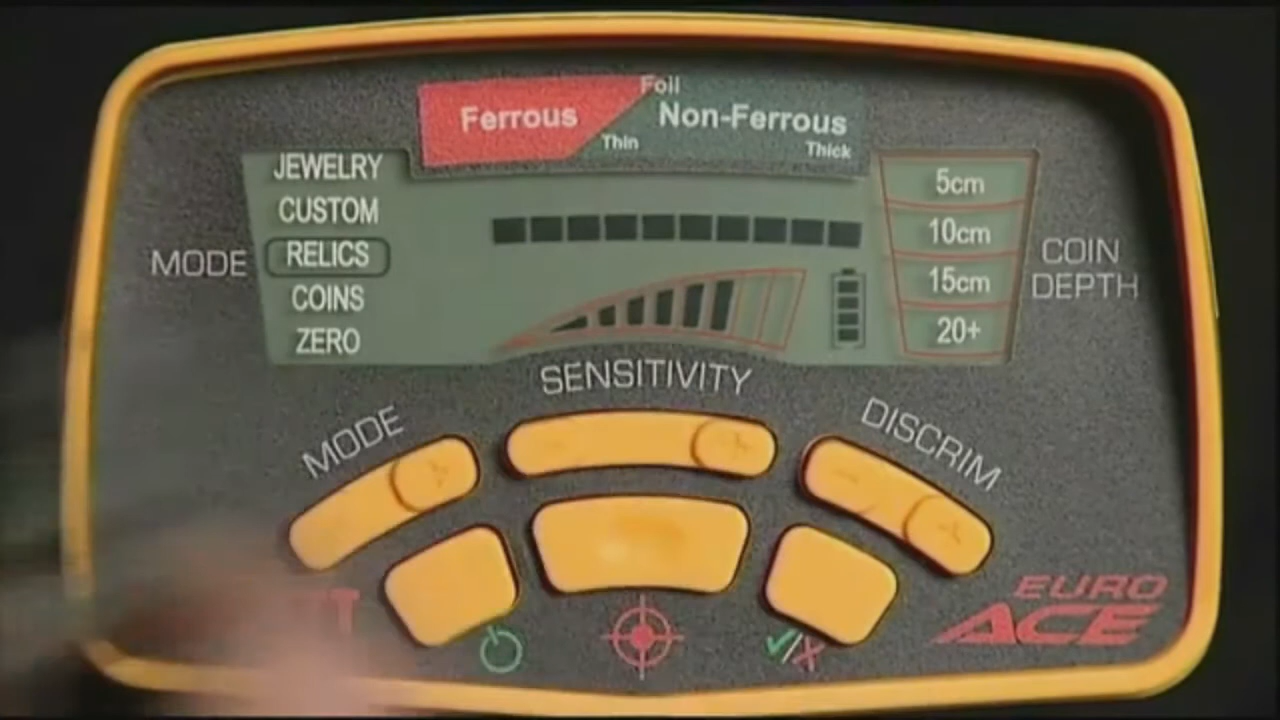 Foil
Ferrous Non-Ferrous
Thin Thick
JEWELRY
CUSTOM
RELICS
COINS
ZERO
MODE
5cm
10cm
15cm
20+
COIN
DEPTH
SENSITIVITY
MODE
DISCRIM
+
-
+
EURO
ACE